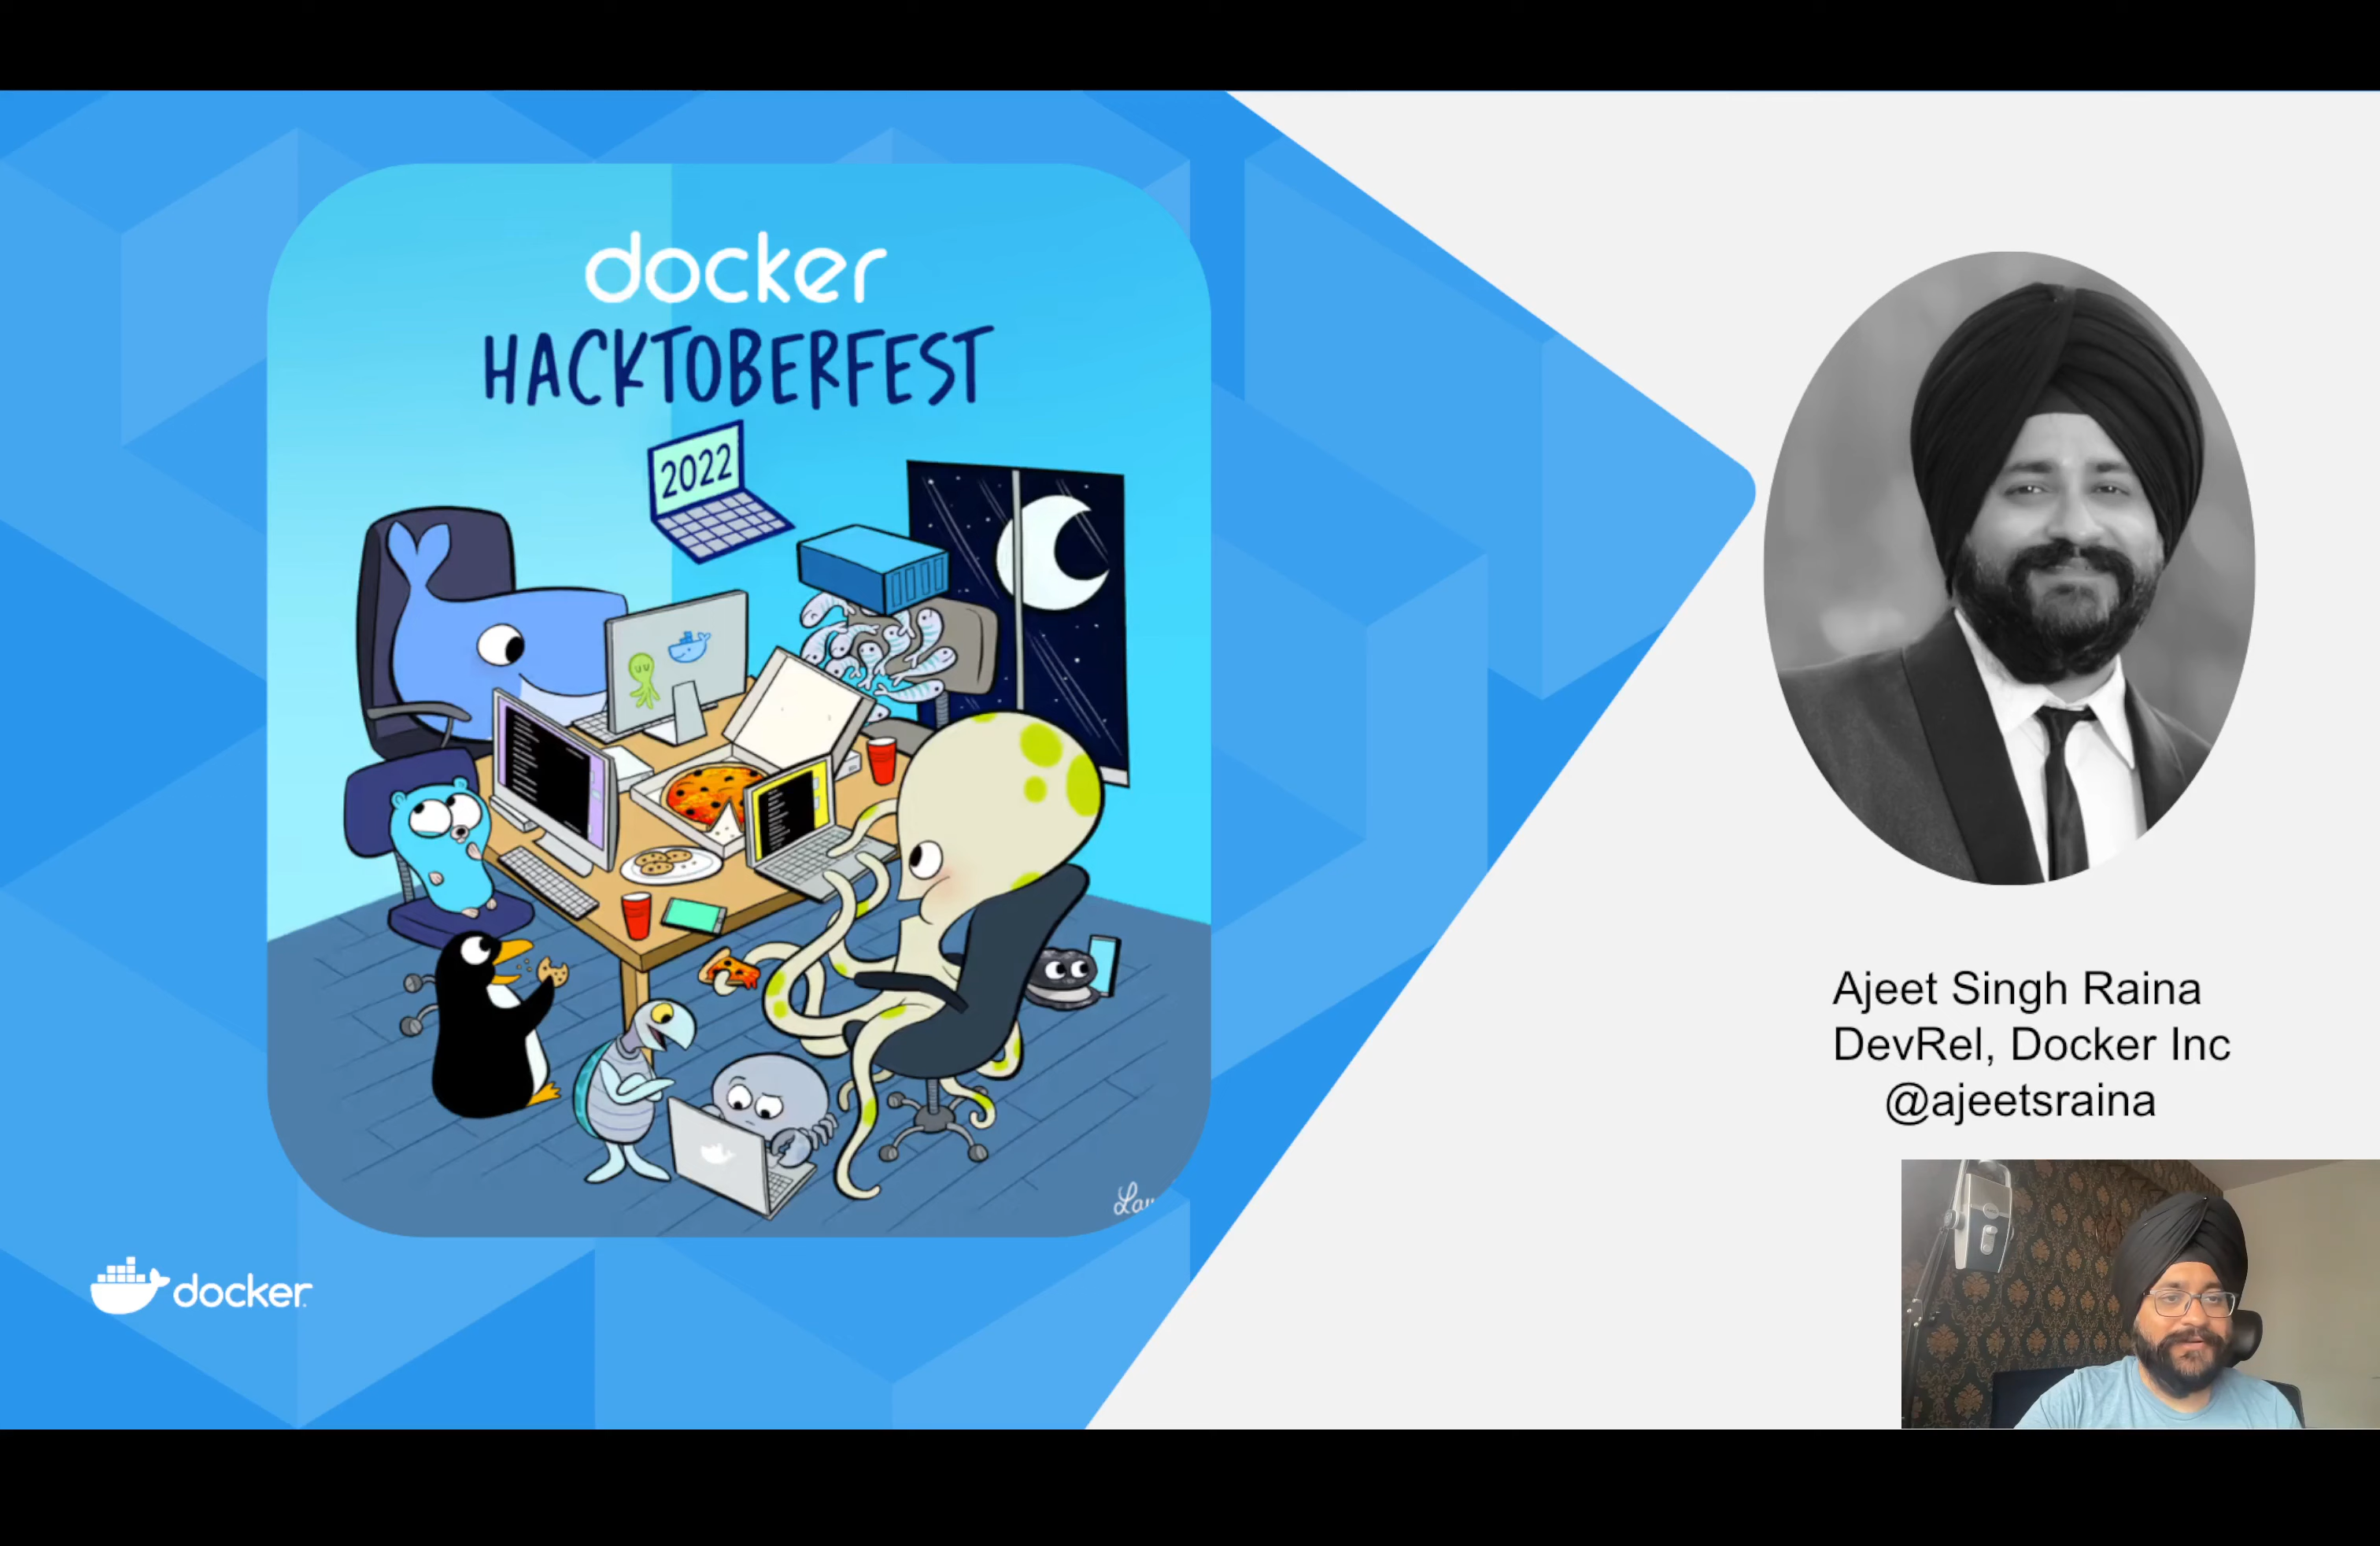 docker
HACKTOBERFEST
2022
Ajeet Singh Raina
DevRel, Docker Inc
@ajeetsraina
docker